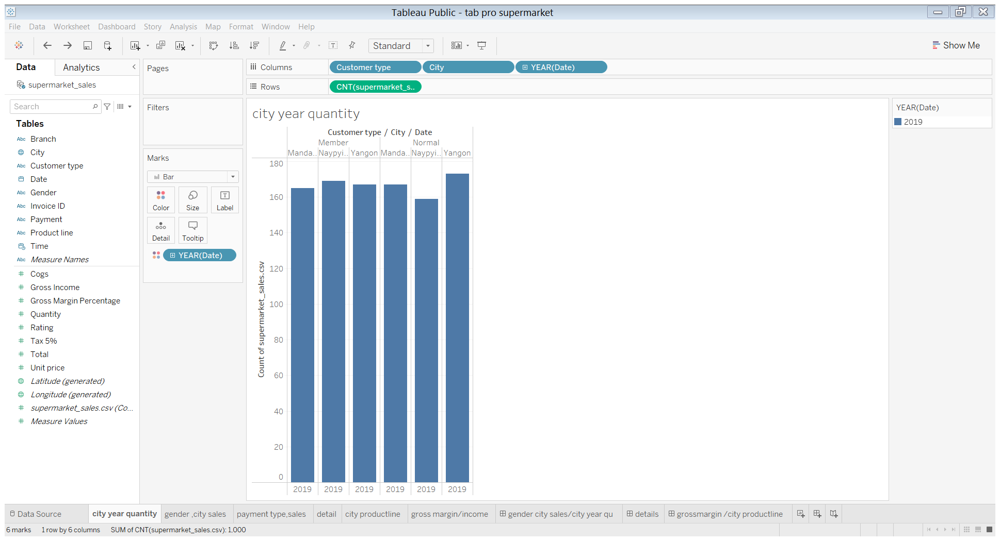 Tableau Public - tab pro supermarket
File Data Worksheet Dashboard Story Analysis Map Format Window Help
Standard
Show Me
Data Analytics
supermarket_sales
Search
Tables
Abc Branch
City
Abc Customer type
Date
Abc Gender
Abc Invoice ID
Abc Payment
Abc Product line
Time
Abc Measure Names
# Cogs
# Gross Income
# Gross Margin Percentage
# Quantity
# Rating
# Tax 5%
# Total
# Unit price
Latitude (generated)
Longitude (generated)
# supermarket_sales.csv (Co...
# Measure Values
Pages
Filters
Marks
Bar
Color Size T Label
Detail Tooltip
YEAR(Date)
Columns Customer type City YEAR(Date)
Rows CNT(supermarket_s..
city year quantity
Customer type / City / Date
Member Normal
Manda.. Naypyi.. Yangon Manda.. Naypyi.. Yangon
180
160
140
120
100
80
60
40
20
0
Count of supermarket_sales.csv
2019 2019 2019 2019 2019 2019
YEAR(Date)
2019
Data Source city year quantity gender ,city sales payment type,sales detail city productline gross margin/income gender city sales/city year qu details grossmargin /city productline
6 marks 1 row by 6 columns SUM of CNT(supermarket_sales.csv): 1,000